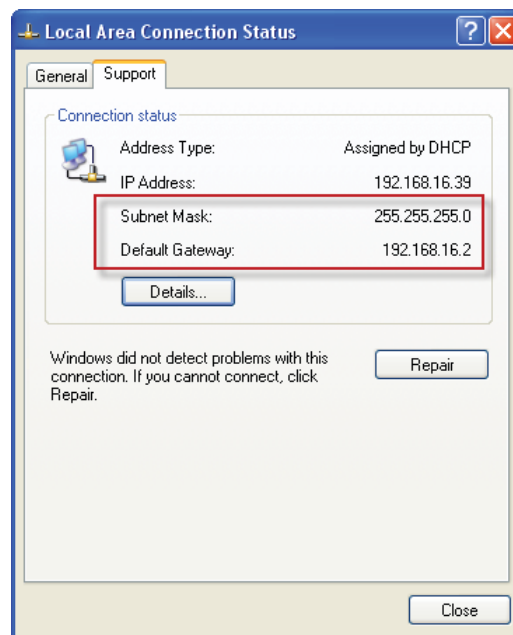 Local Area Connection Status
General Support
Connection status
Address Type: Assigned by DHCP
IP Address: 192.168.16.39
Subnet Mask: 255.255.255.0
Default Gateway: 192.168.16.2
Details...
Windows did not detect problems with this
connection. If you cannot connect, click
Repair.
Repair
Close